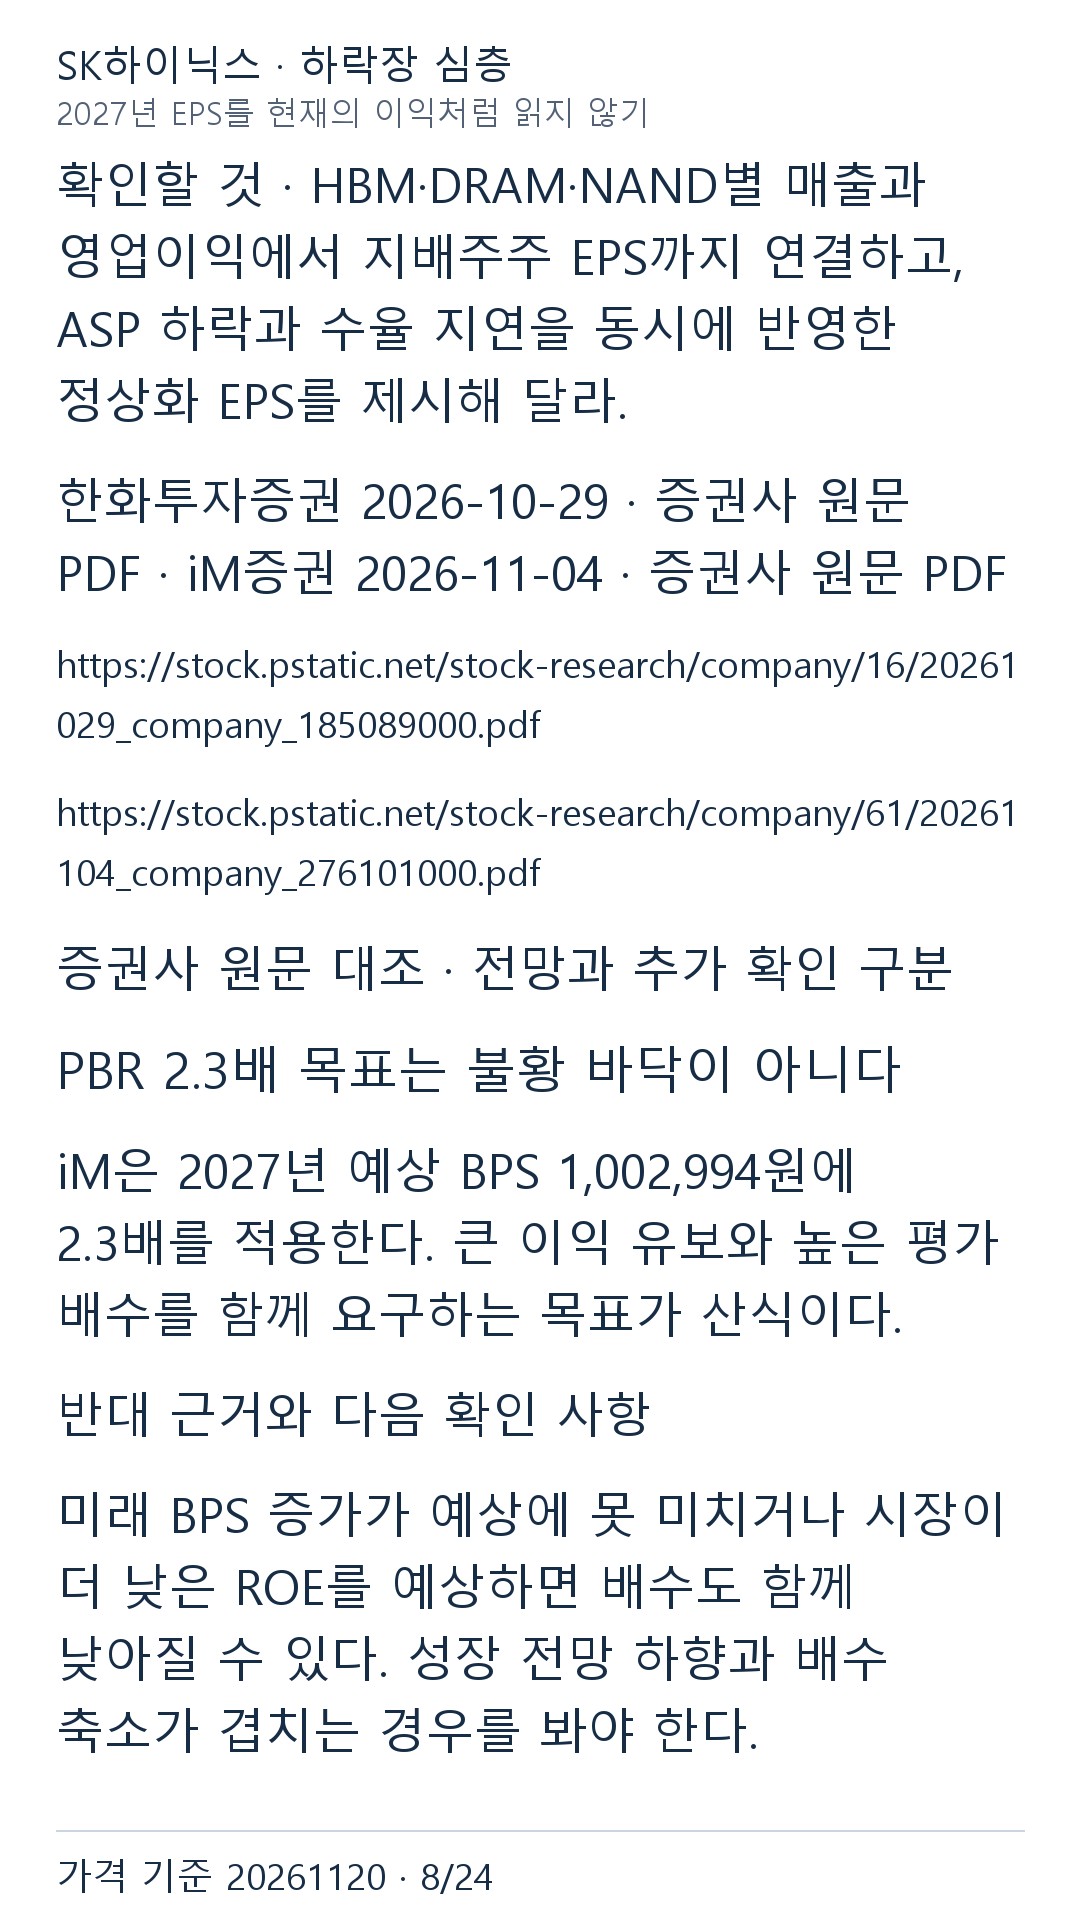 SK하이닉스 · 하락장 심층
2027년 EPS를 현재의 이익처럼 읽지 않기
확인할 것 · HBM·DRAM·NAND별 매출과
영업이익에서 지배주주 EPS까지 연결하고,
ASP 하락과 수율 지연을 동시에 반영한
정상화 EPS를 제시해 달라.
한화투자증권 2026-10-29 · 증권사 원문
PDF · iM증권 2026-11-04 · 증권사 원문 PDF
https://stock.pstatic.net/stock-research/company/16/20261
029_company_185089000.pdf
https://stock.pstatic.net/stock-research/company/61/20261
104_company_276101000.pdf
증권사 원문 대조 · 전망과 추가 확인 구분
PBR 2.3배 목표는 불황 바닥이 아니다
iM은 2027년 예상 BPS 1,002,994원에
2.3배를 적용한다. 큰 이익 유보와 높은 평가
배수를 함께 요구하는 목표가 산식이다.
반대 근거와 다음 확인 사항
미래 BPS 증가가 예상에 못 미치거나 시장이
더 낮은 ROE를 예상하면 배수도 함께
낮아질 수 있다. 성장 전망 하향과 배수
축소가 겹치는 경우를 봐야 한다.
가격 기준 20261120 · 8/24